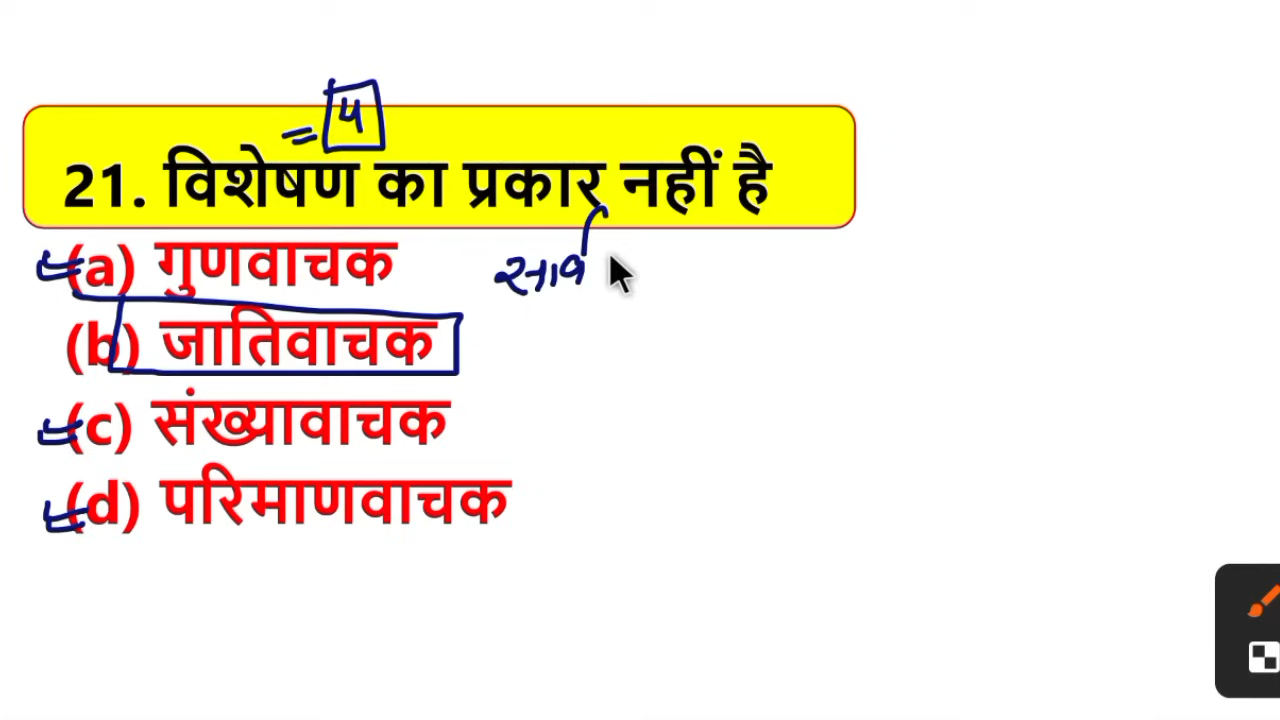 = 4
21. विशेषण का प्रकार नहीं है
(a) गुणवाचक
सार्व
(b) जातिवाचक
(c) संख्यावाचक
(d) परिमाणवाचक